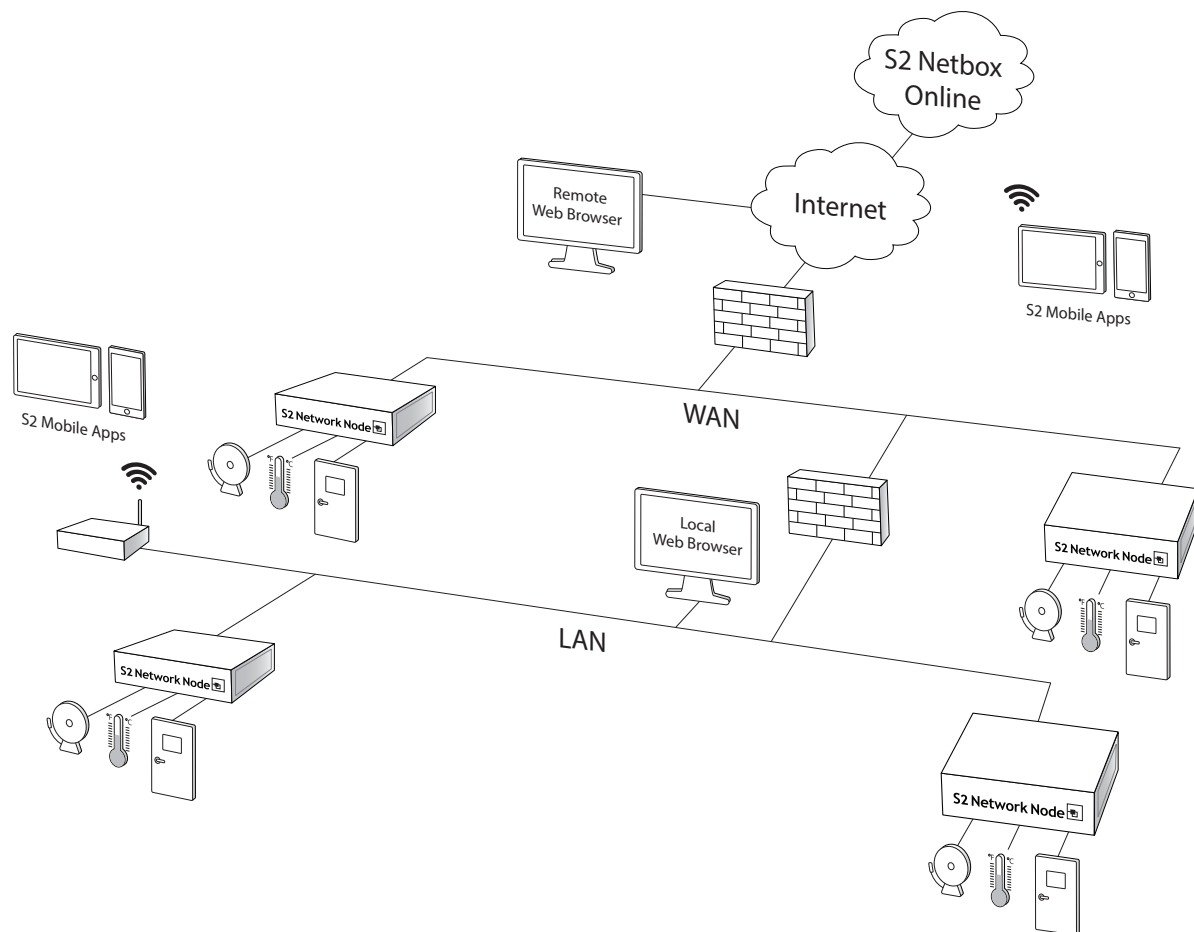 S2 Netbox
Online
Internet
Remote
Web Browser
S2 Mobile Apps
S2 Mobile Apps
S2 Network Node
°F °C
WAN
Local
Web Browser
S2 Network Node
°F °C
LAN
S2 Network Node
°F °C
S2 Network Node
°F °C